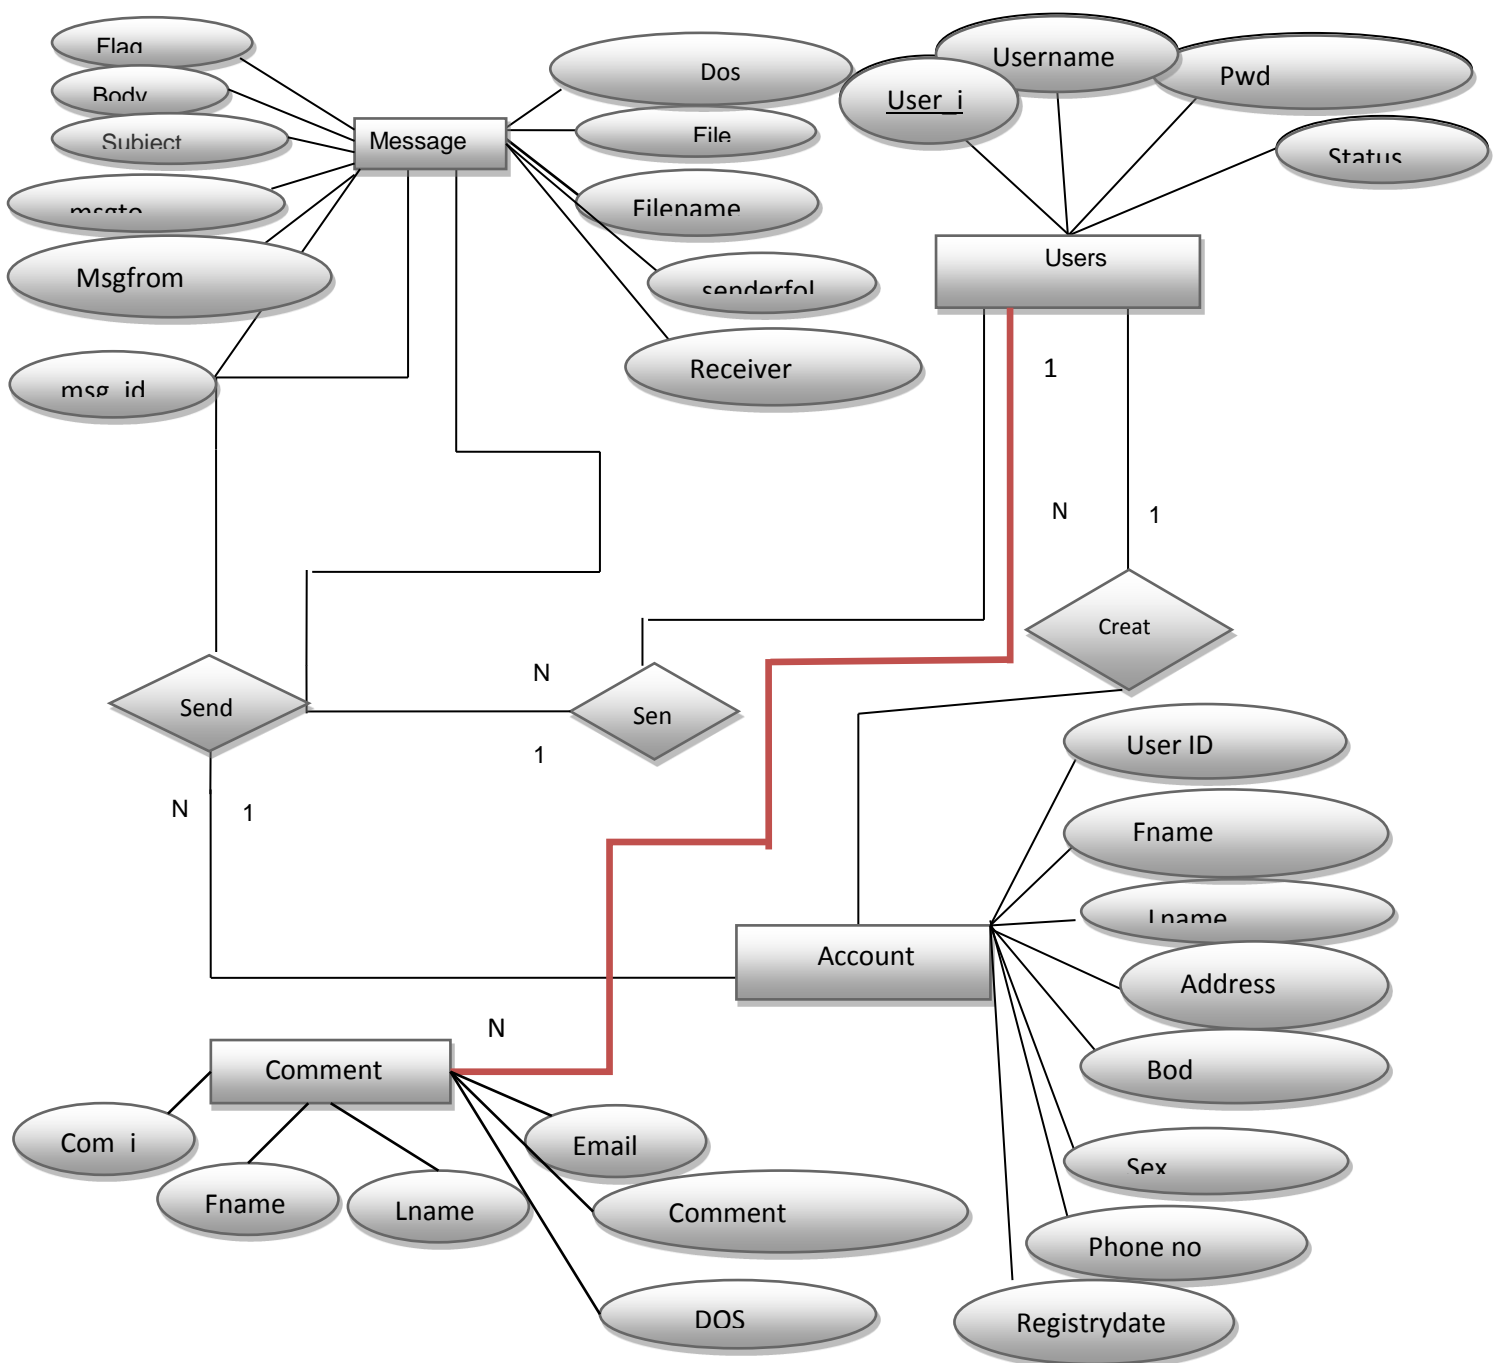 Flag
Body
Subject
msgto
Msgfrom
msg_id
Message
Dos
File
Filename
senderfol
Receiver
User_i
Username
Pwd
Status
Users
1
N
1
Creat
Send
N
1
Sen
N
1
User ID
Fname
Lname
Address
Bod
Sex
Phone no
Registrydate
Account
N
Comment
Com_i
Fname
Lname
Email
Comment
DOS